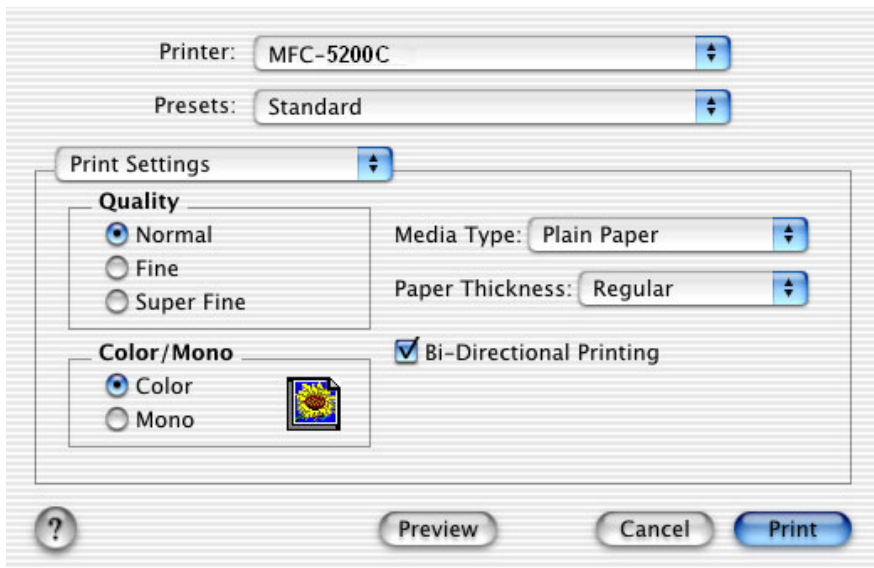 Printer: MFC-5200C
Presets: Standard
Print Settings
Quality
Normal
Fine
Super Fine
Media Type: Plain Paper
Paper Thickness: Regular
Bi-Directional Printing
Color/Mono
Color
Mono
? Preview Cancel Print